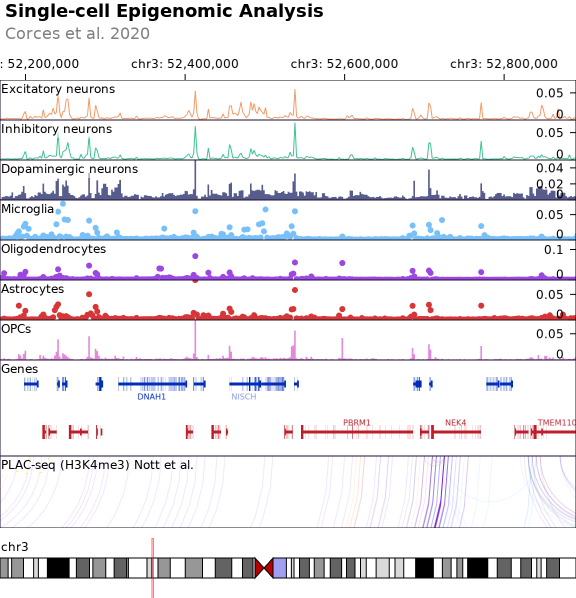 Single-cell Epigenomic Analysis
Corces et al. 2020
: 52,200,000 chr3: 52,400,000 chr3: 52,600,000 chr3: 52,800,000
Excitatory neurons 0.05
0
Inhibitory neurons 0.05
0
Dopaminergic neurons 0.04
0.02
0
Microglia 0.05
0
Oligodendrocytes 0.1
0
Astrocytes 0.05
0
OPCs 0.05
0
Genes
DNAH1 NISCH
PBRM1 NEK4 TMEM110
PLAC-seq (H3K4me3) Nott et al.
chr3